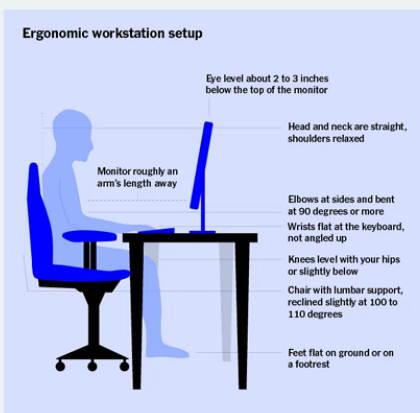 Ergonomic workstation setup
Eye level about 2 to 3 inches
below the top of the monitor
Head and neck are straight,
shoulders relaxed
Monitor roughly an
arm's length away
Elbows at sides and bent
at 90 degrees or more
Wrists flat at the keyboard,
not angled up
Knees level with your hips
or slightly below
Chair with lumbar support,
reclined slightly at 100 to
110 degrees
Feet flat on ground or on
a footrest